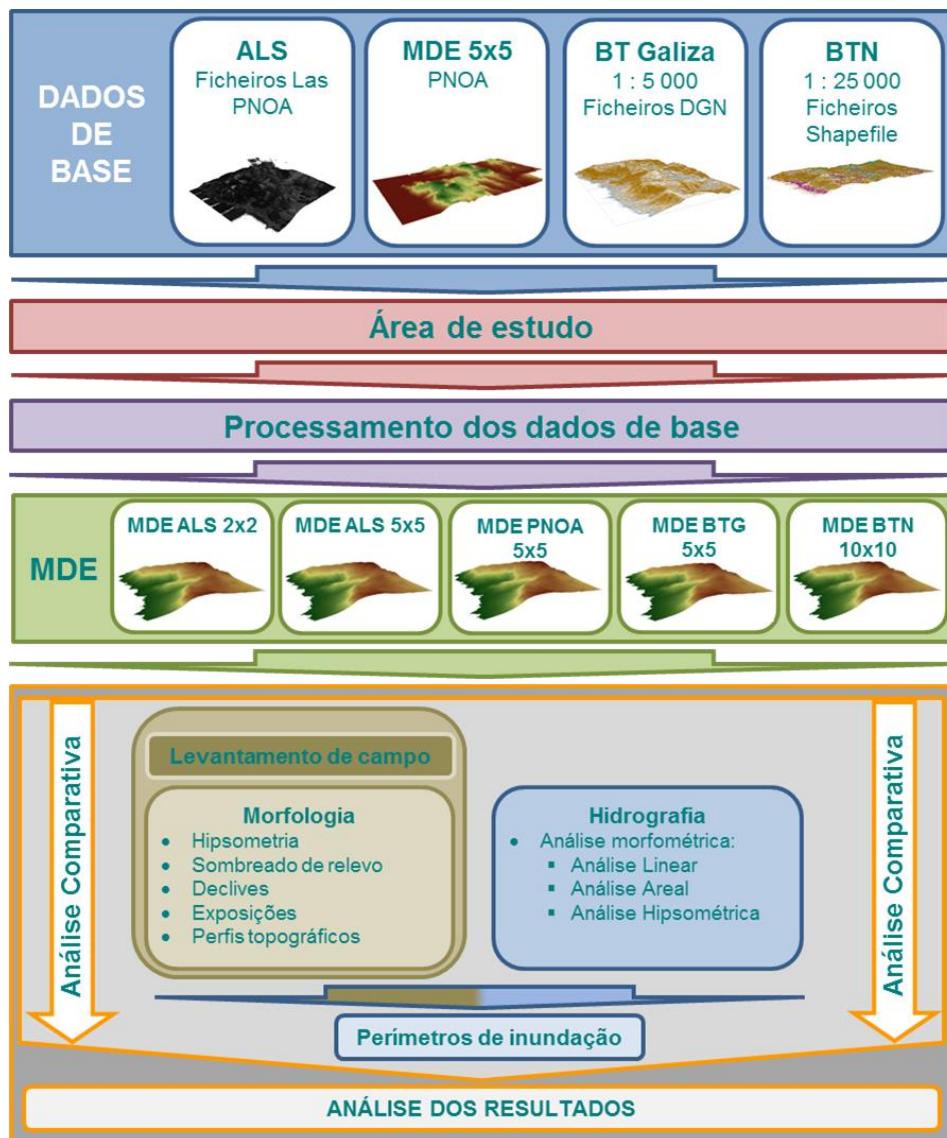 DADOS
DE
BASE
ALS
Ficheiros Las
PNOA
MDE 5x5
PNOA
BT Galiza
1 : 5 000
Ficheiros DGN
BTN
1 : 25 000
Ficheiros
Shapefile
Área de estudo
Processamento dos dados de base
MDE
MDE ALS 2x2
MDE ALS 5x5
MDE PNOA
5x5
MDE BTG
5x5
MDE BTN
10x10
Análise Comparativa
Levantamento de campo
Morfologia
• Hipsometria
• Sombreado de relevo
• Declives
• Exposições
• Perfis topográficos
Hidrografia
• Análise morfométrica:
▪ Análise Linear
▪ Análise Areal
▪ Análise Hipsométrica
Análise Comparativa
Perímetros de inundação
ANÁLISE DOS RESULTADOS